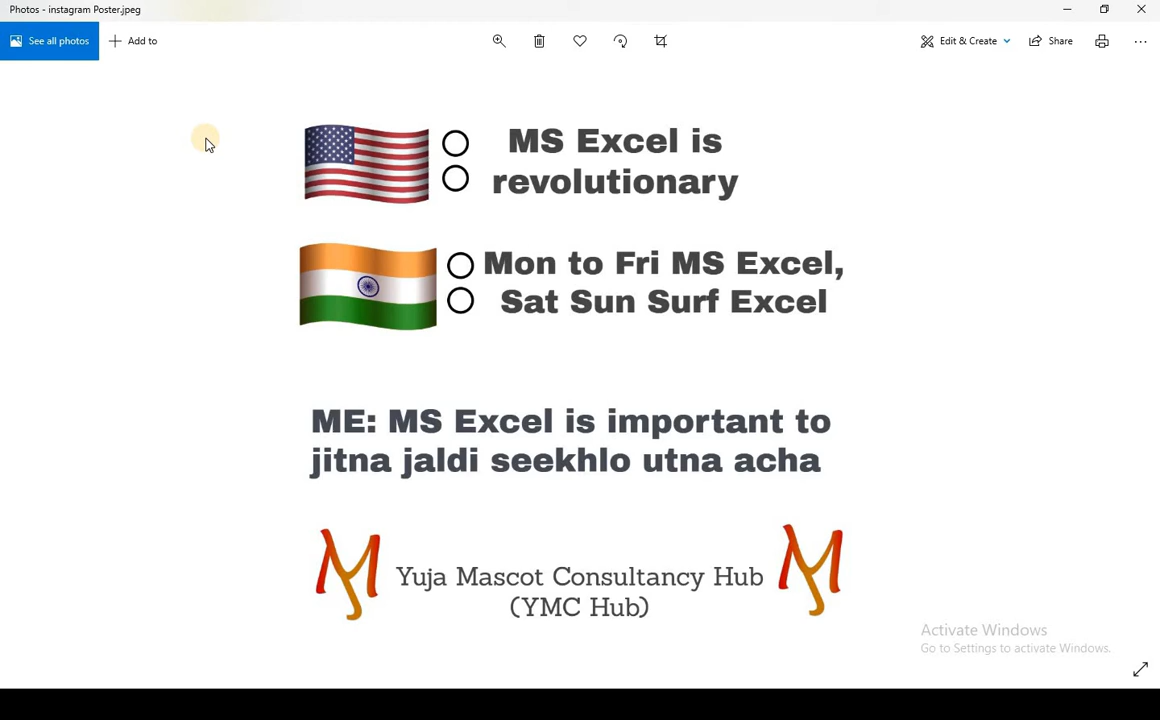 Photos - instagram Poster.jpeg
See all photos
Add to
Edit & Create
Share
MS Excel is
revolutionary
Mon to Fri MS Excel,
Sat Sun Surf Excel
ME: MS Excel is important to
jitna jaldi seekhlo utna acha
Yuja Mascot Consultancy Hub
(YMC Hub)
Activate Windows
Go to Settings to activate Windows.